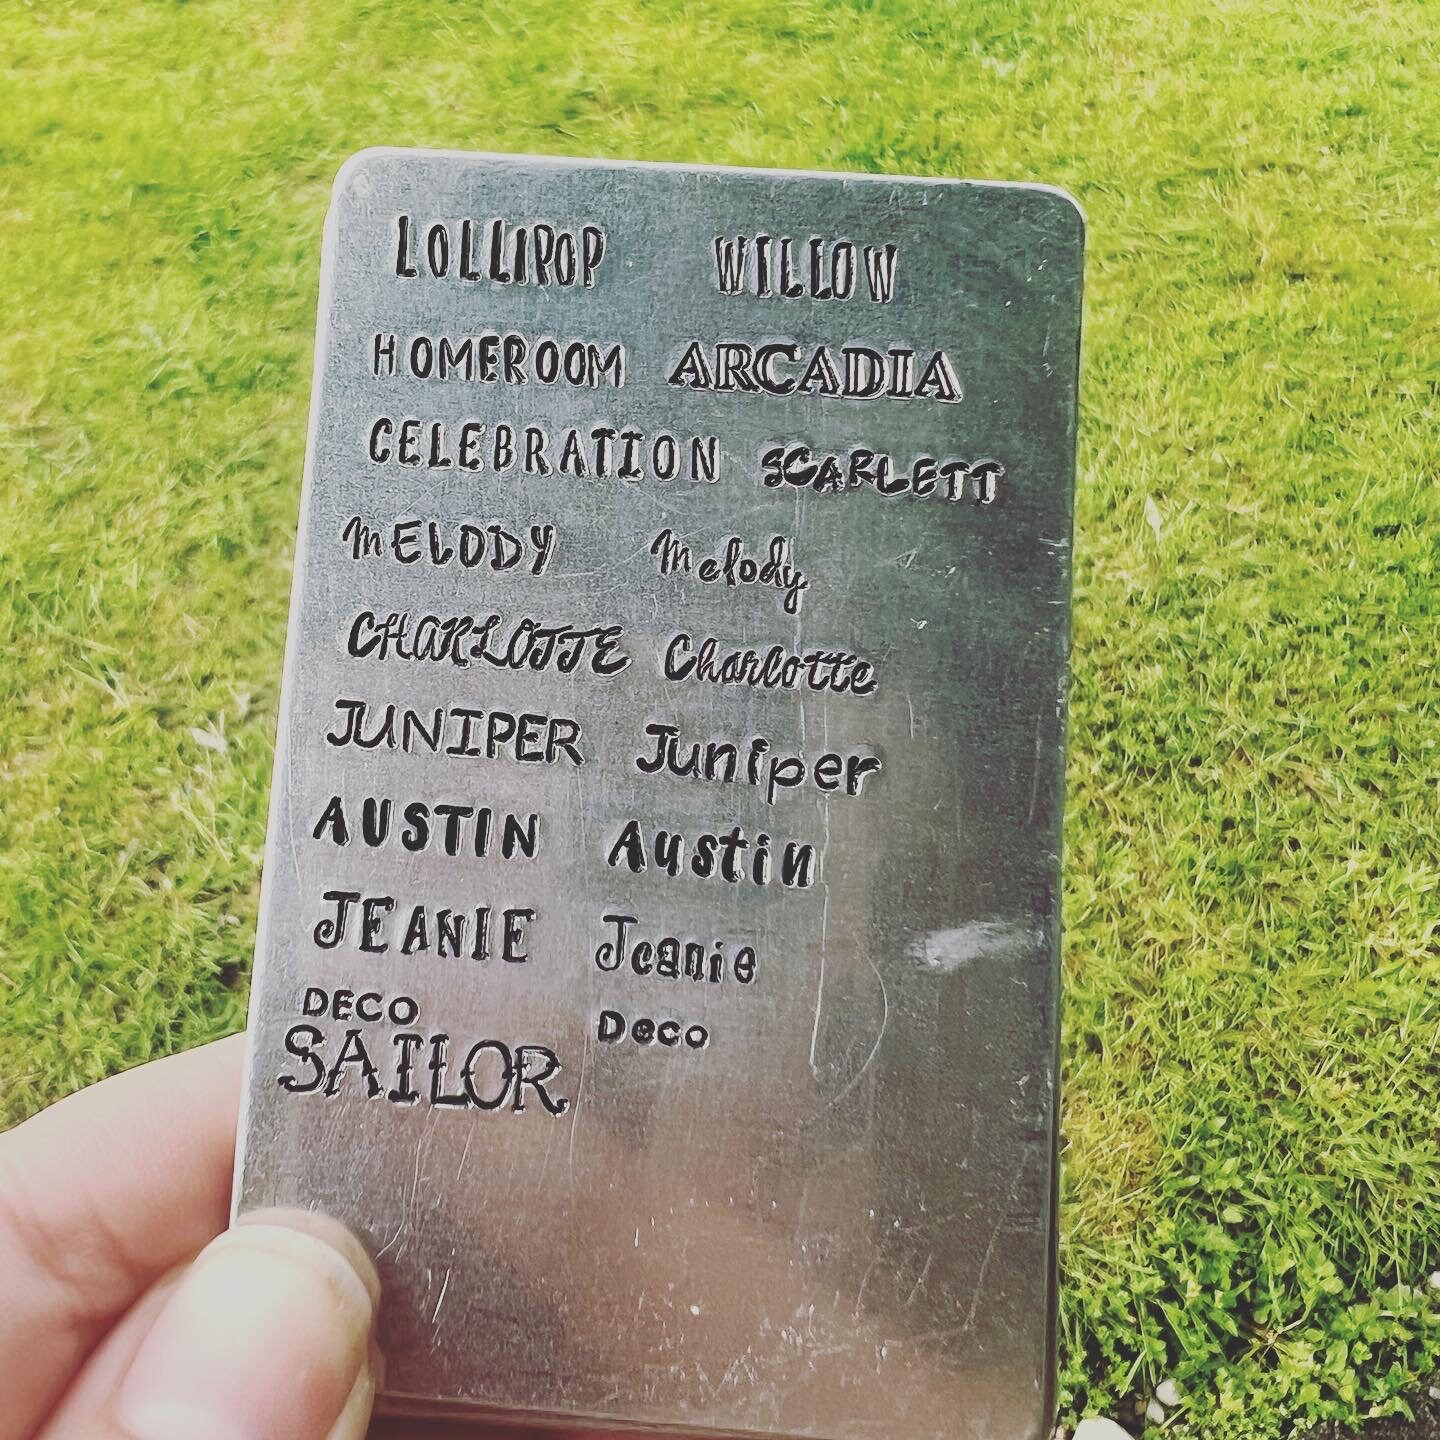 LOLLIPOP WILLOW
HOMEROOM ARCADIA
CELEBRATION SCARLETT
MELODY Melody
CHARLOTTE Charlotte
JUNIPER Juniper
AUSTIN Austin
JEANIE Jeanie
DECO Deco
SAILOR